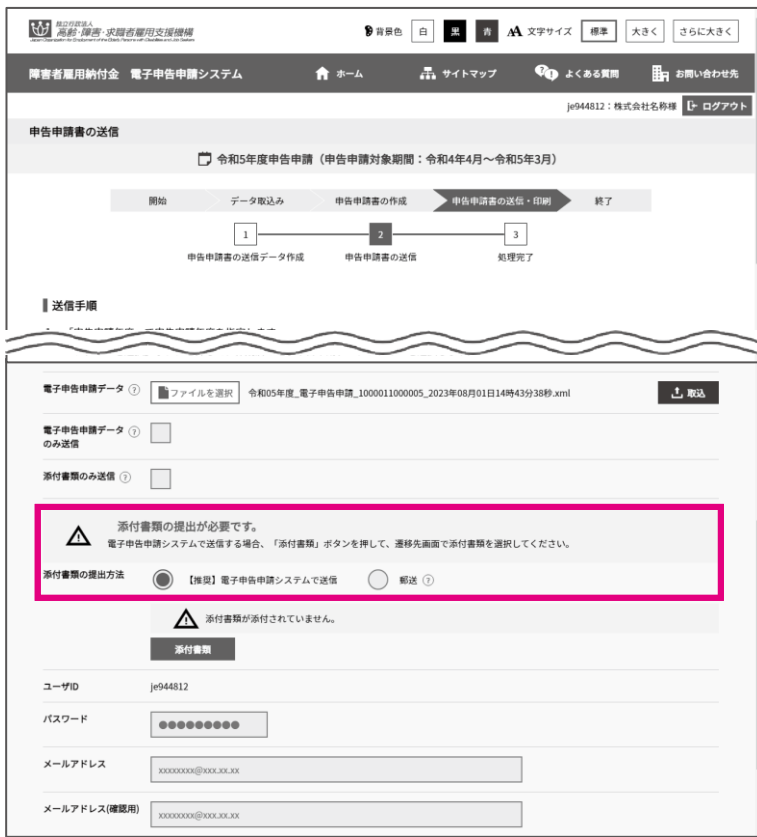 独立行政法人
高齢・障害・求職者雇用支援機構
Japan Organization for Employment of the Elderly, Persons with Disabilities and Job Seekers
背景色 白 黒 青 AA 文字サイズ 標準 大きく さらに大きく
障害者雇用納付金 電子申告申請システム ホーム サイトマップ よくある質問 お問い合わせ先
je944812：株式会社名称様 ログアウト
申告申請書の送信
令和5年度申告申請（申告申請対象期間：令和4年4月～令和5年3月）
開始 データ取込み 申告申請書の作成 申告申請書の送信・印刷 終了
1 2 3
申告申請書の送信データ作成 申告申請書の送信 処理完了
送信手順
電子申告申請データ ? ファイルを選択 令和05年度_電子申告申請_1000011000005_2023年08月01日14時43分38秒.xml 取込
電子申告申請データ ?
のみ送信
添付書類のみ送信 ?
添付書類の提出が必要です。
電子申告申請システムで送信する場合、「添付書類」ボタンを押して、遷移先画面で添付書類を選択してください。
添付書類の提出方法 【推奨】電子申告申請システムで送信 郵送 ?
添付書類が添付されていません。
添付書類
ユーザID je944812
パスワード ●●●●●●●●●
メールアドレス xxxxxxxx@xxx.xx.xx
メールアドレス(確認用) xxxxxxxx@xxx.xx.xx